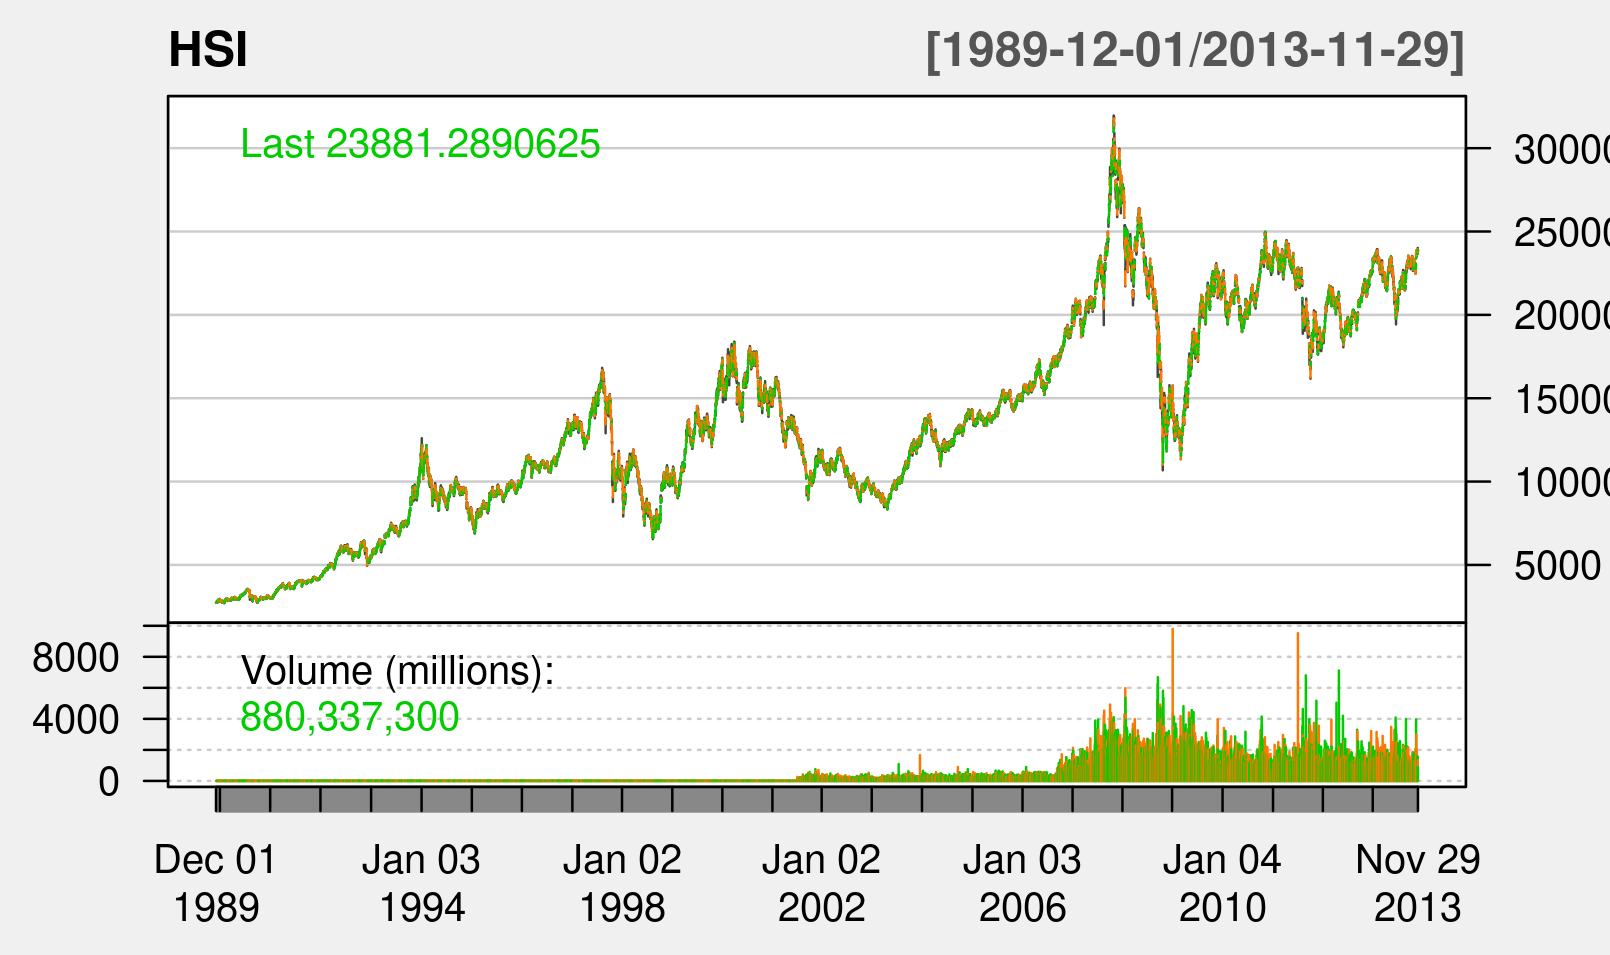 HSI [1989-12-01/2013-11-29]
Last 23881.2890625
30000
25000
20000
15000
10000
5000
Volume (millions):
880,337,300
8000
4000
0
Dec 01 Jan 03 Jan 02 Jan 02 Jan 03 Jan 04 Nov 29
1989 1994 1998 2002 2006 2010 2013